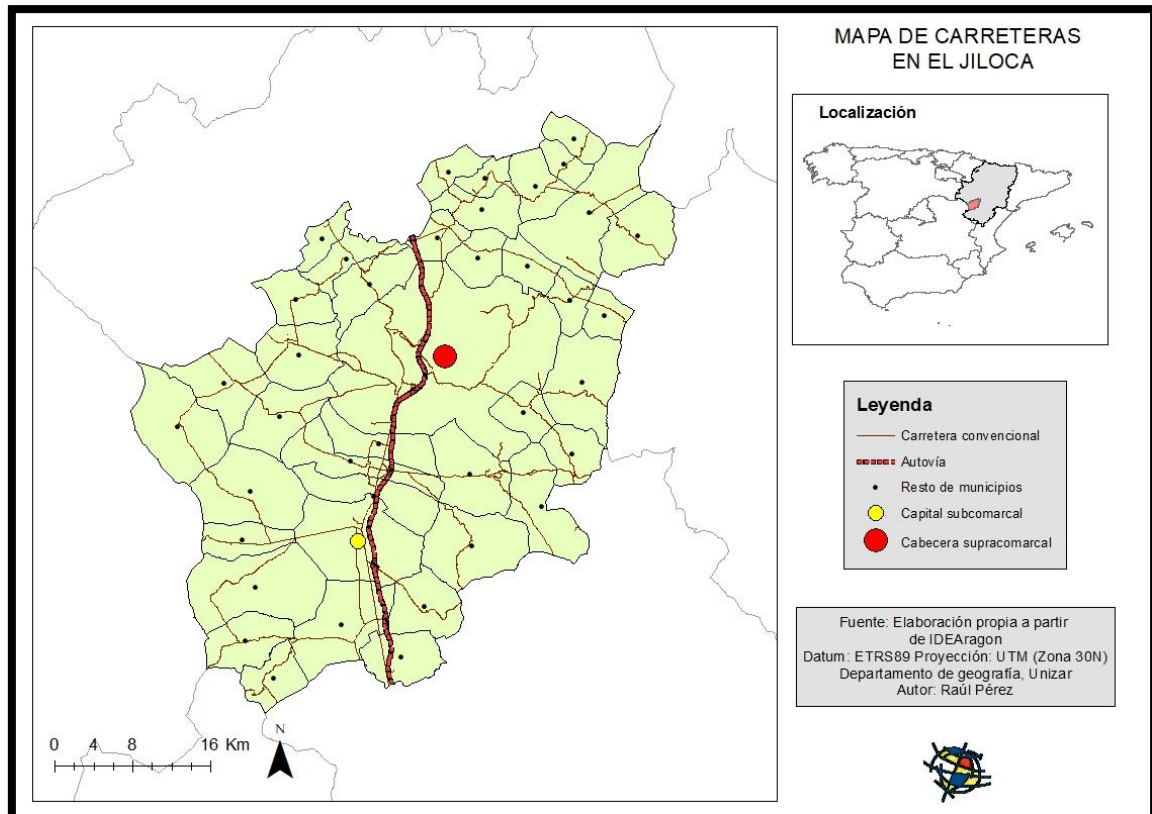 MAPA DE CARRETERAS
EN EL JILOCA
Localización
Leyenda
Carretera convencional
Autovía
Resto de municipios
Capital subcomarcal
Cabecera supracomarcal
Fuente: Elaboración propia a partir
de IDEAragon
Datum: ETRS89 Proyección: UTM (Zona 30N)
Departamento de geografía, Unizar
Autor: Raúl Pérez
0 4 8 16 Km
N